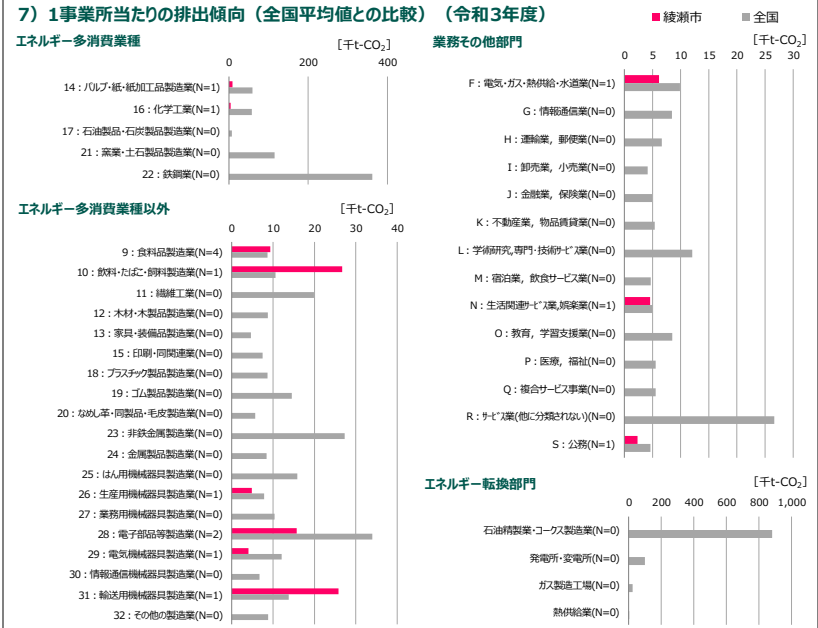 7）1事業所当たりの排出傾向（全国平均値との比較）（令和3年度）
綾瀬市 全国
エネルギー多消費業種
［千t-CO₂］
0 200 400
14：パルプ・紙・紙加工品製造業(N=1)
16：化学工業(N=1)
17：石油製品・石炭製品製造業(N=0)
21：窯業・土石製品製造業(N=0)
22：鉄鋼業(N=0)
エネルギー多消費業種以外
［千t-CO₂］
0 10 20 30 40
9：食料品製造業(N=4)
10：飲料・たばこ・飼料製造業(N=1)
11：繊維工業(N=0)
12：木材・木製品製造業(N=0)
13：家具・装備品製造業(N=0)
15：印刷・同関連業(N=0)
18：プラスチック製品製造業(N=0)
19：ゴム製品製造業(N=0)
20：なめし革・同製品・毛皮製造業(N=0)
23：非鉄金属製造業(N=0)
24：金属製品製造業(N=0)
25：はん用機械器具製造業(N=0)
26：生産用機械器具製造業(N=1)
27：業務用機械器具製造業(N=0)
28：電子部品等製造業(N=2)
29：電気機械器具製造業(N=1)
30：情報通信機械器具製造業(N=0)
31：輸送用機械器具製造業(N=1)
32：その他の製造業(N=0)
業務その他部門
［千t-CO₂］
0 5 10 15 20 25 30
F：電気・ガス・熱供給・水道業(N=1)
G：情報通信業(N=0)
H：運輸業，郵便業(N=0)
I：卸売業，小売業(N=0)
J：金融業，保険業(N=0)
K：不動産業，物品賃貸業(N=0)
L：学術研究,専門・技術サービス業(N=0)
M：宿泊業，飲食サービス業(N=0)
N：生活関連サービス業,娯楽業(N=1)
O：教育，学習支援業(N=0)
P：医療，福祉(N=0)
Q：複合サービス事業(N=0)
R：サービス業(他に分類されない)(N=0)
S：公務(N=1)
エネルギー転換部門
［千t-CO₂］
0 200 400 600 800 1,000
石油精製業・コークス製造業(N=0)
発電所・変電所(N=0)
ガス製造工場(N=0)
熱供給業(N=0)